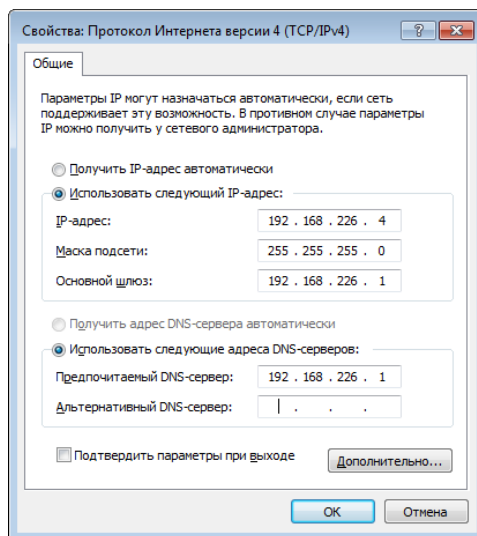 Свойства: Протокол Интернета версии 4 (TCP/IPv4)
Общие
Параметры IP могут назначаться автоматически, если сеть
поддерживает эту возможность. В противном случае параметры
IP можно получить у сетевого администратора.
Получить IP-адрес автоматически
Использовать следующий IP-адрес:
IP-адрес: 192 . 168 . 226 . 4
Маска подсети: 255 . 255 . 255 . 0
Основной шлюз: 192 . 168 . 226 . 1
Получить адрес DNS-сервера автоматически
Использовать следующие адреса DNS-серверов:
Предпочитаемый DNS-сервер: 192 . 168 . 226 . 1
Альтернативный DNS-сервер: . . .
Подтвердить параметры при выходе
Дополнительно...
ОК Отмена